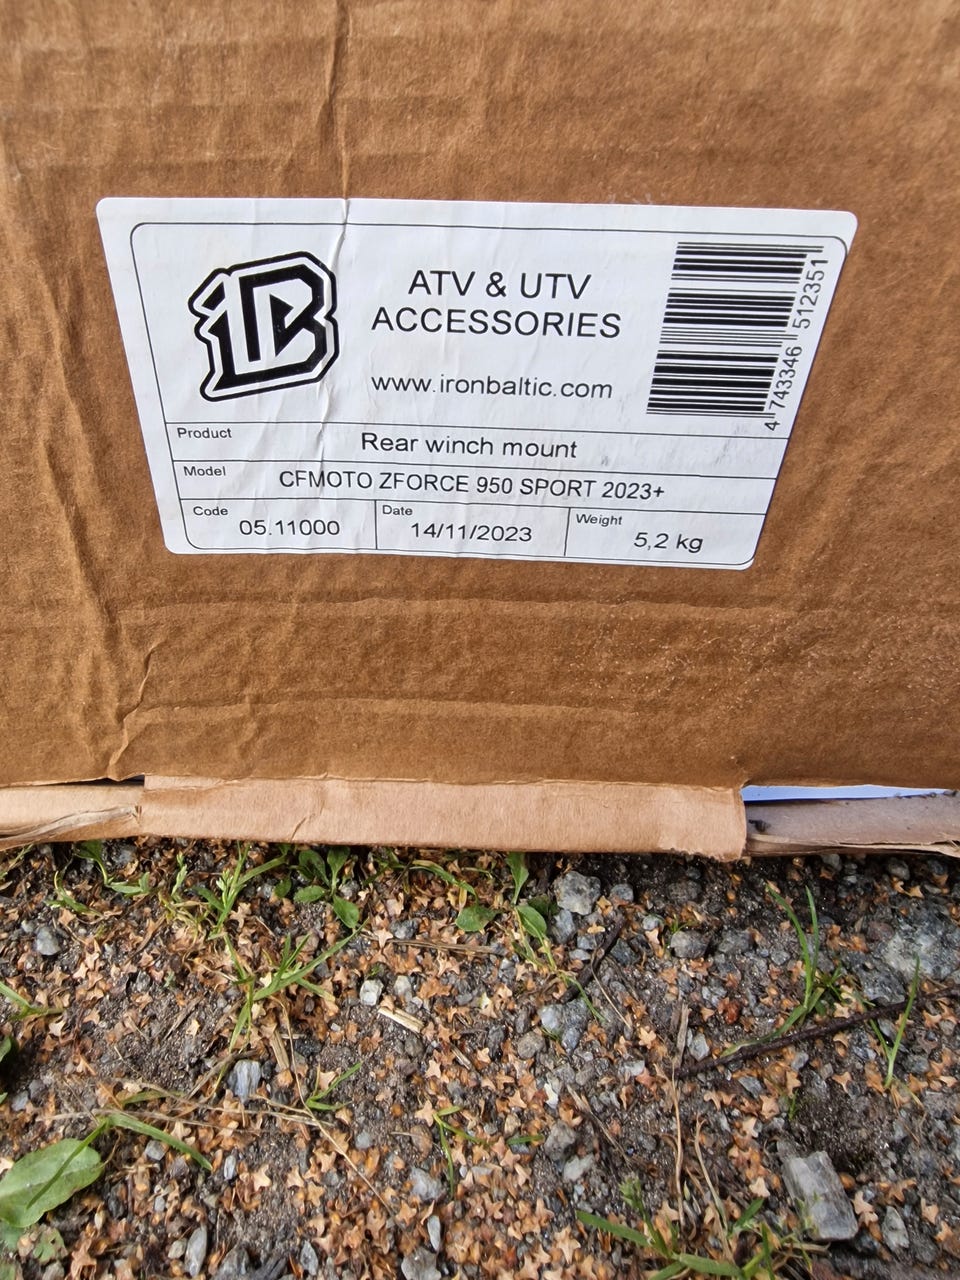 iB
ATV & UTV
ACCESSORIES
www.ironbaltic.com
4 743346 512351
Product
Rear winch mount
Model
CFMOTO ZFORCE 950 SPORT 2023+
Code
05.11000
Date
14/11/2023
Weight
5,2 kg